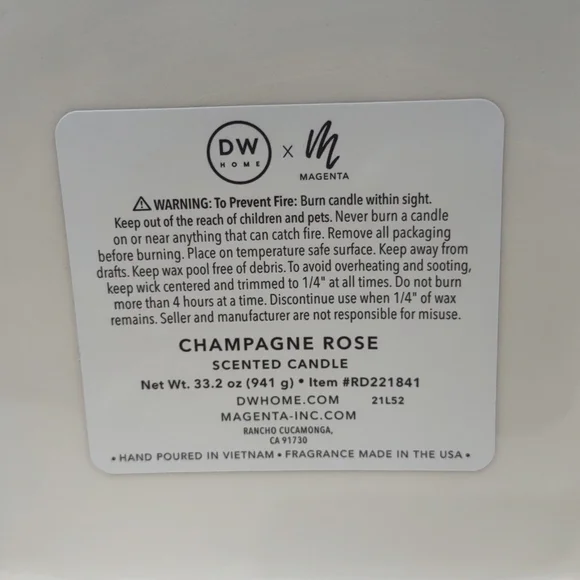 DW x M
HOME MAGENTA
⚠ WARNING: To Prevent Fire: Burn candle within sight.
Keep out of the reach of children and pets. Never burn a candle
on or near anything that can catch fire. Remove all packaging
before burning. Place on temperature safe surface. Keep away from
drafts. Keep wax pool free of debris. To avoid overheating and sooting,
keep wick centered and trimmed to 1/4" at all times. Do not burn
more than 4 hours at a time. Discontinue use when 1/4" of wax
remains. Seller and manufacturer are not responsible for misuse.
CHAMPAGNE ROSE
SCENTED CANDLE
Net Wt. 33.2 oz (941 g) • Item #RD221841
DWHOME.COM 21L52
MAGENTA-INC.COM
RANCHO CUCAMONGA,
CA 91730
• HAND POURED IN VIETNAM • FRAGRANCE MADE IN THE USA •